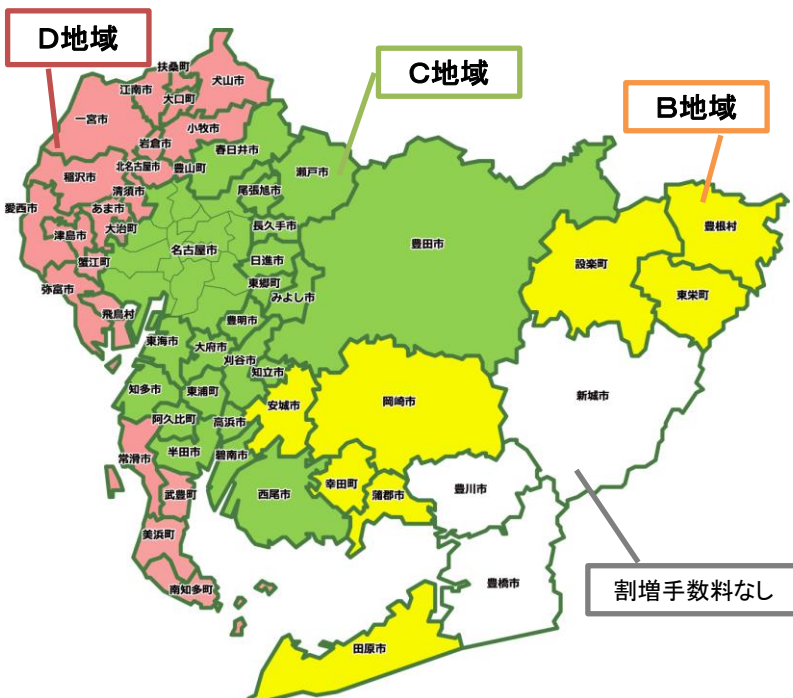 D地域
C地域
B地域
扶桑町
犬山市
江南市
大口町
一宮市
小牧市
岩倉市
春日井市
北名古屋市
豊山町
稲沢市
瀬戸市
清須市
尾張旭市
愛西市
あま市
津島市
大治町
長久手市
名古屋市
豊田市
豊根村
設楽町
蟹江町
日進市
東郷町
弥富市
みよし市
東栄町
飛島村
豊明市
東海市
大府市
刈谷市
知立市
知多市
東浦町
安城市
岡崎市
新城市
阿久比町
高浜市
常滑市
半田市
碧南市
武豊町
西尾市
幸田町
蒲郡市
豊川市
美浜町
豊橋市
割増手数料なし
南知多町
田原市